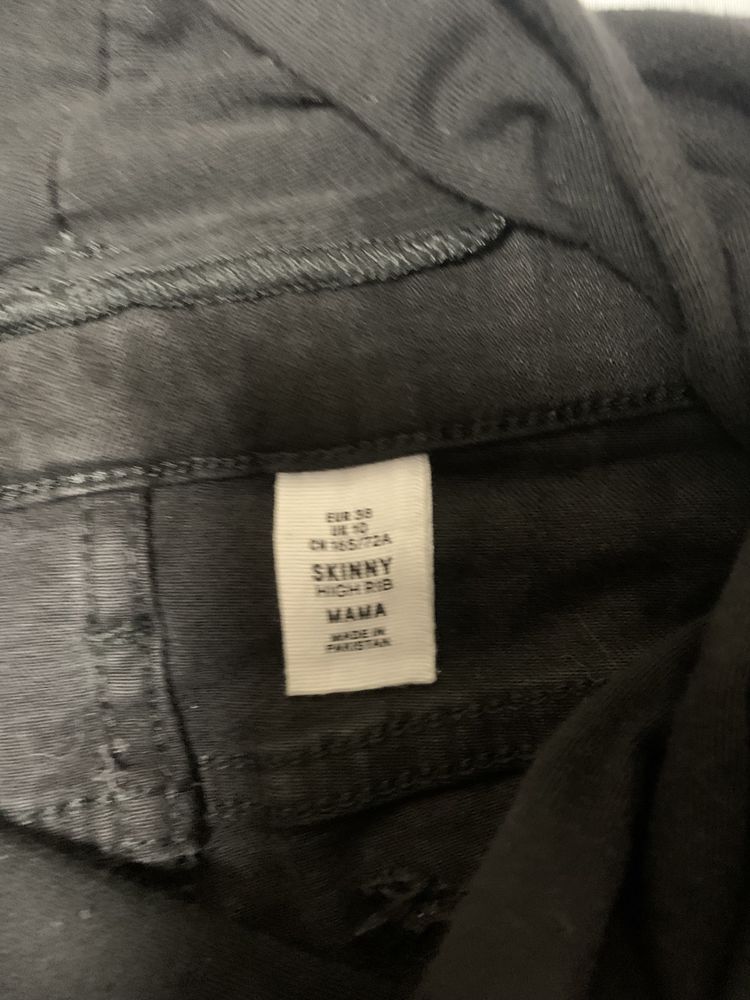 EUR 38
UK 10
CN 165/72A
SKINNY
HIGH RIB
MAMA
MADE IN
PAKISTAN